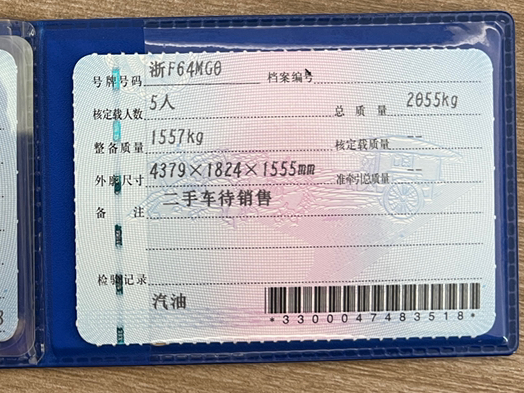 号牌号码 浙F64MG0 档案编号
核定载人数 5人 总质量 2055kg
整备质量 1557kg 核定载质量 --
外廓尺寸 4379×1824×1555mm 准牵引总质量 --
备注 二手车待销售
检验记录
汽油
*3300047483518*